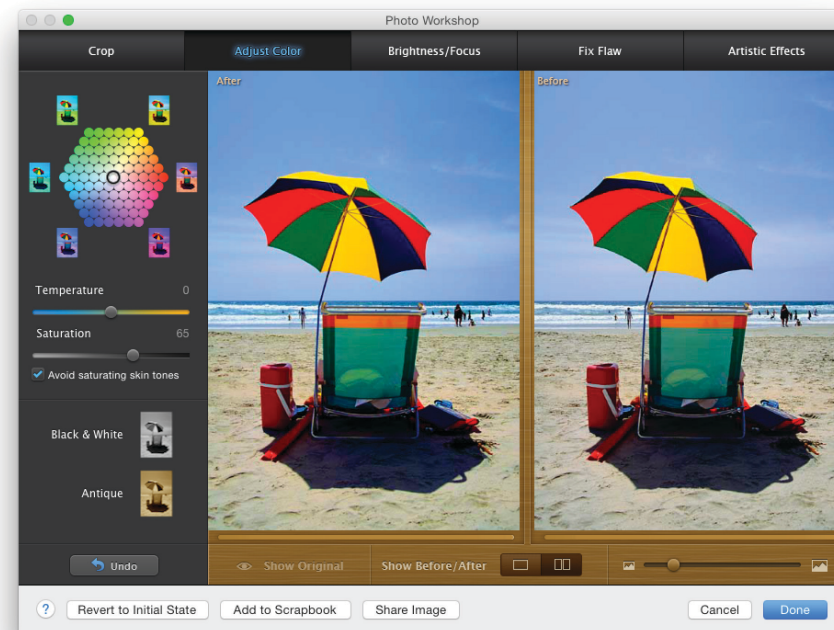 Photo Workshop
Crop
Adjust Color
Brightness/Focus
Fix Flaw
Artistic Effects
After
Before
Temperature 0
Saturation 65
Avoid saturating skin tones
Black & White
Antique
Undo
Show Original
Show Before/After
?
Revert to Initial State
Add to Scrapbook
Share Image
Cancel
Done